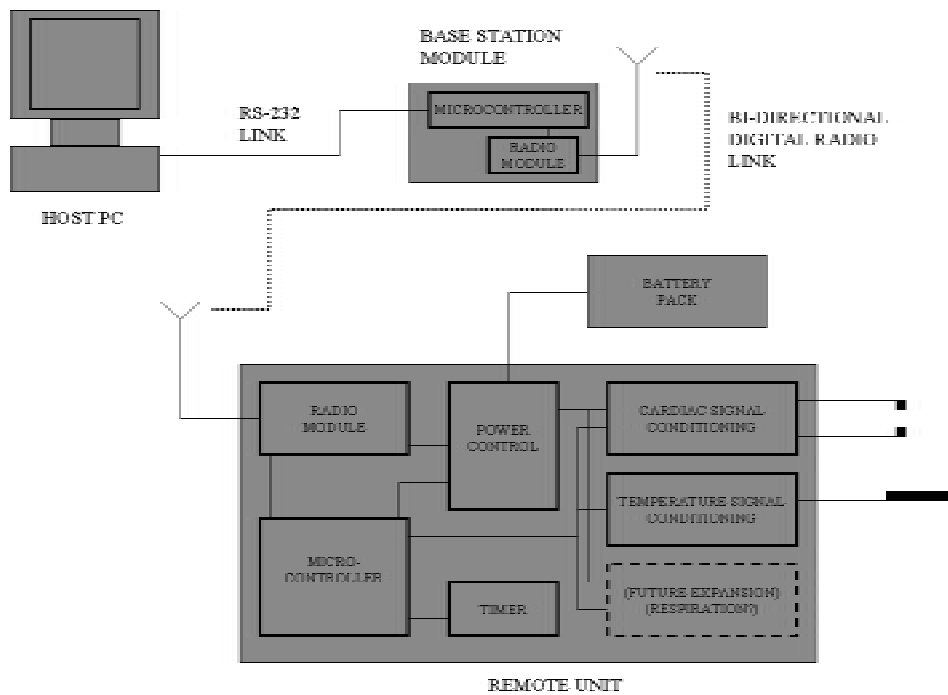 BASE STATION
MODULE
MICROCONTROLLER
RADIO
MODULE
RS-232
LINK
BI-DIRECTIONAL
DIGITAL RADIO
LINK
HOST PC
BATTERY
PACK
RADIO
MODULE
POWER
CONTROL
CARDIAC SIGNAL
CONDITIONING
TEMPERATURE SIGNAL
CONDITIONING
MICRO-
CONTROLLER
TIMER
(FUTURE EXPANSION)
(RESPIRATION?)
REMOTE UNIT